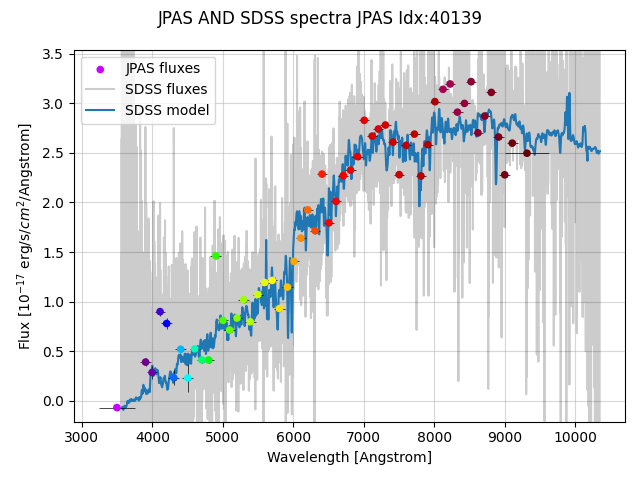 JPAS AND SDSS spectra JPAS Idx:40139
JPAS fluxes
SDSS fluxes
SDSS model
3.5
3.0
2.5
2.0
1.5
1.0
0.5
0.0
Flux [10⁻¹⁷ erg/s/cm²/Angstrom]
3000 4000 5000 6000 7000 8000 9000 10000
Wavelength [Angstrom]